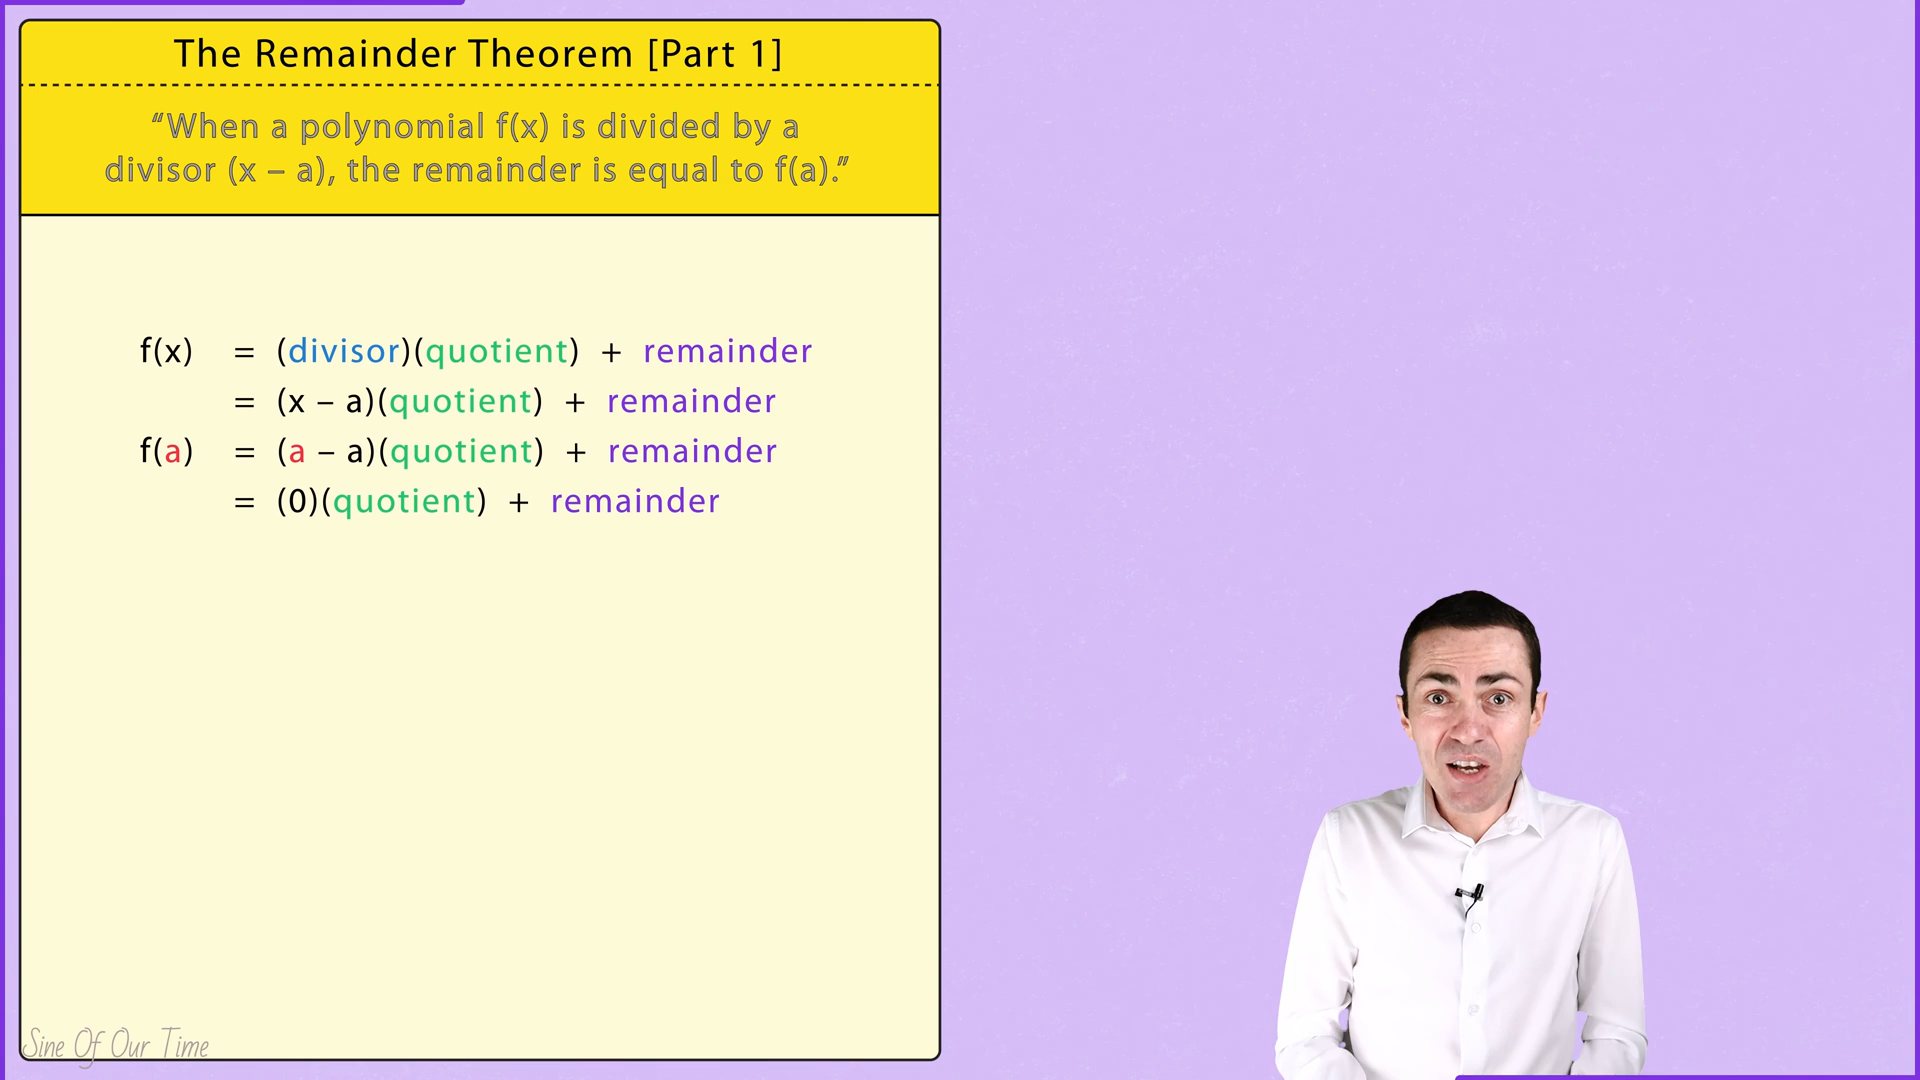 The Remainder Theorem [Part 1]
“When a polynomial f(x) is divided by a
divisor (x – a), the remainder is equal to f(a).”
f(x) = (divisor)(quotient) + remainder
= (x – a)(quotient) + remainder
f(a) = (a – a)(quotient) + remainder
= (0)(quotient) + remainder
Sine Of Our Time